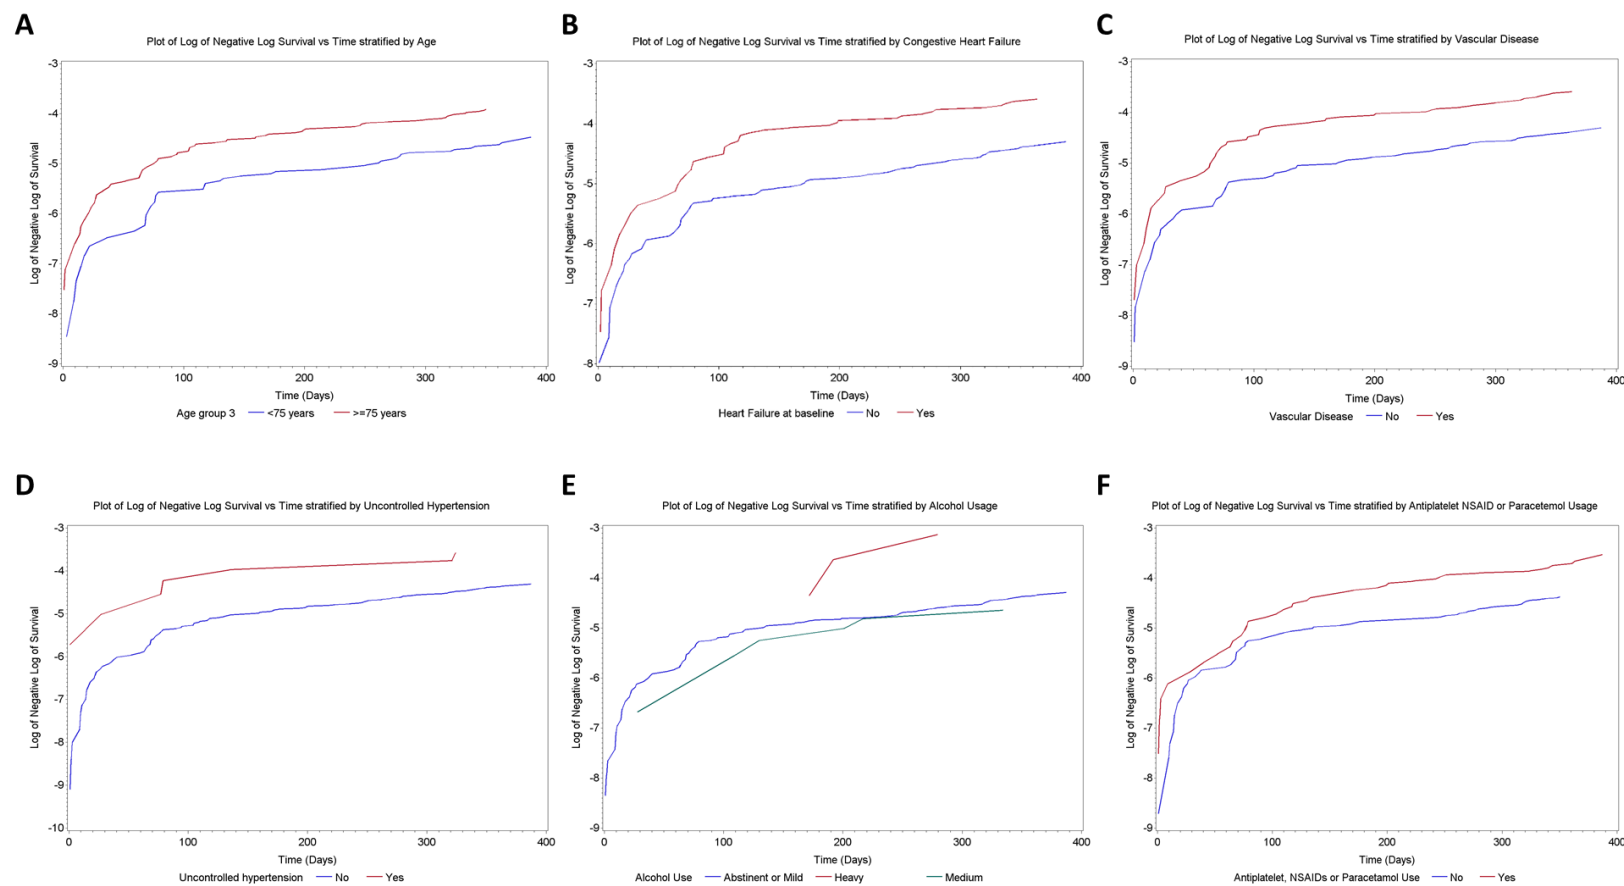 A
Plot of Log of Negative Log Survival vs Time stratified by Age
Log of Negative Log of Survival
-3
-4
-5
-6
-7
-8
-9
0 100 200 300 400
Time (Days)
Age group 3 <75 years >=75 years
B
Plot of Log of Negative Log Survival vs Time stratified by Congestive Heart Failure
Log of Negative Log of Survival
-3
-4
-5
-6
-7
-8
0 100 200 300 400
Time (Days)
Heart Failure at baseline No Yes
C
Plot of Log of Negative Log Survival vs Time stratified by Vascular Disease
Log of Negative Log of Survival
-3
-4
-5
-6
-7
-8
-9
0 100 200 300 400
Time (Days)
Vascular Disease No Yes
D
Plot of Log of Negative Log Survival vs Time stratified by Uncontrolled Hypertension
Log of Negative Log of Survival
-3
-4
-5
-6
-7
-8
-9
-10
0 100 200 300 400
Time (Days)
Uncontrolled hypertension No Yes
E
Plot of Log of Negative Log Survival vs Time stratified by Alcohol Usage
Log of Negative Log of Survival
-3
-4
-5
-6
-7
-8
-9
0 100 200 300 400
Time (Days)
Alcohol Use Abstinent or Mild Heavy Medium
F
Plot of Log of Negative Log Survival vs Time stratified by Antiplatelet NSAID or Paracetemol Usage
Log of Negative Log of Survival
-3
-4
-5
-6
-7
-8
-9
0 100 200 300 400
Time (Days)
Antiplatelet, NSAIDs or Paracetamol Use No Yes